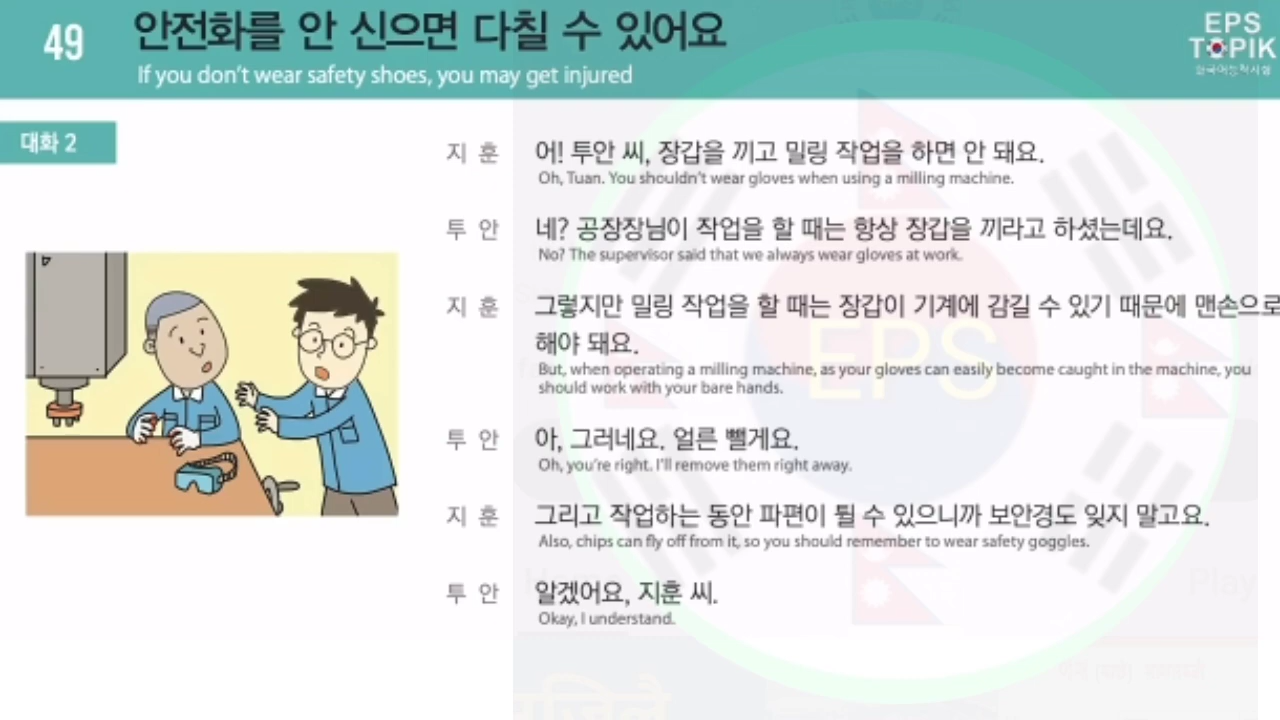 49
안전화를 안 신으면 다칠 수 있어요
If you don't wear safety shoes, you may get injured
EPS
TOPIK
한국어능력시험
대화 2
지 훈 어! 투안 씨, 장갑을 끼고 밀링 작업을 하면 안 돼요.
Oh, Tuan. You shouldn't wear gloves when using a milling machine.
투 안 네? 공장장님이 작업을 할 때는 항상 장갑을 끼라고 하셨는데요.
No? The supervisor said that we always wear gloves at work.
지 훈 그렇지만 밀링 작업을 할 때는 장갑이 기계에 감길 수 있기 때문에 맨손으로
해야 돼요.
But, when operating a milling machine, as your gloves can easily become caught in the machine, you
should work with your bare hands.
투 안 아, 그러네요. 얼른 뺄게요.
Oh, you're right. I'll remove them right away.
지 훈 그리고 작업하는 동안 파편이 튈 수 있으니까 보안경도 잊지 말고요.
Also, chips can fly off from it, so you should remember to wear safety goggles.
투 안 알겠어요, 지훈 씨.
Okay, I understand.
EPS
Play